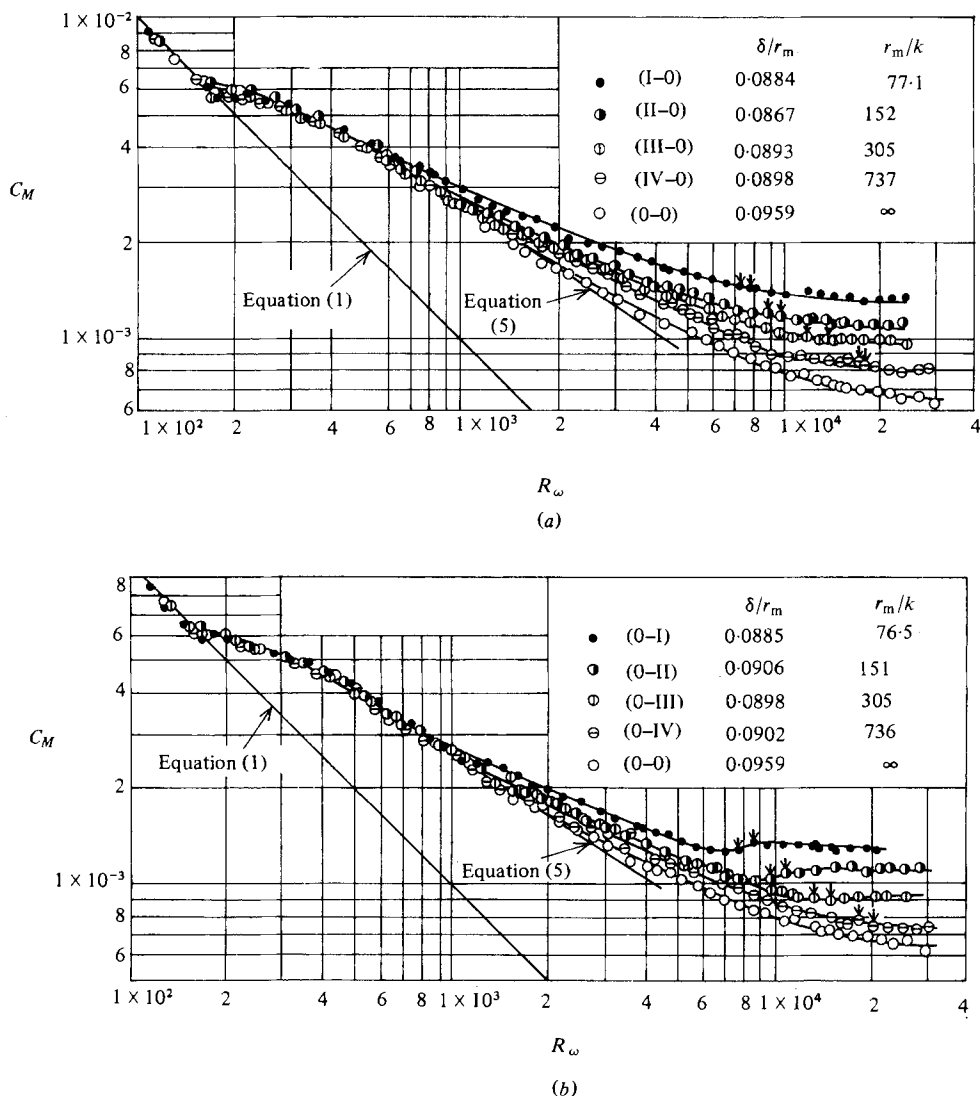 1 × 10⁻²
8
6
4
2
1 × 10⁻³
8
6
C_M
δ/r_m r_m/k
(I–0) 0·0884 77·1
(II–0) 0·0867 152
(III–0) 0·0893 305
(IV–0) 0·0898 737
(0–0) 0·0959 ∞
Equation (1)
Equation
(5)
1 × 10² 2 4 6 8 1 × 10³ 2 4 6 8 1 × 10⁴ 2 4
R_ω
(a)
8
6
4
2
1 × 10⁻³
8
6
C_M
δ/r_m r_m/k
(0–I) 0·0885 76·5
(0–II) 0·0906 151
(0–III) 0·0898 305
(0–IV) 0·0902 736
(0–0) 0·0959 ∞
Equation (1)
Equation (5)
1 × 10² 2 4 6 8 1 × 10³ 2 4 6 8 1 × 10⁴ 2 4
R_ω
(b)